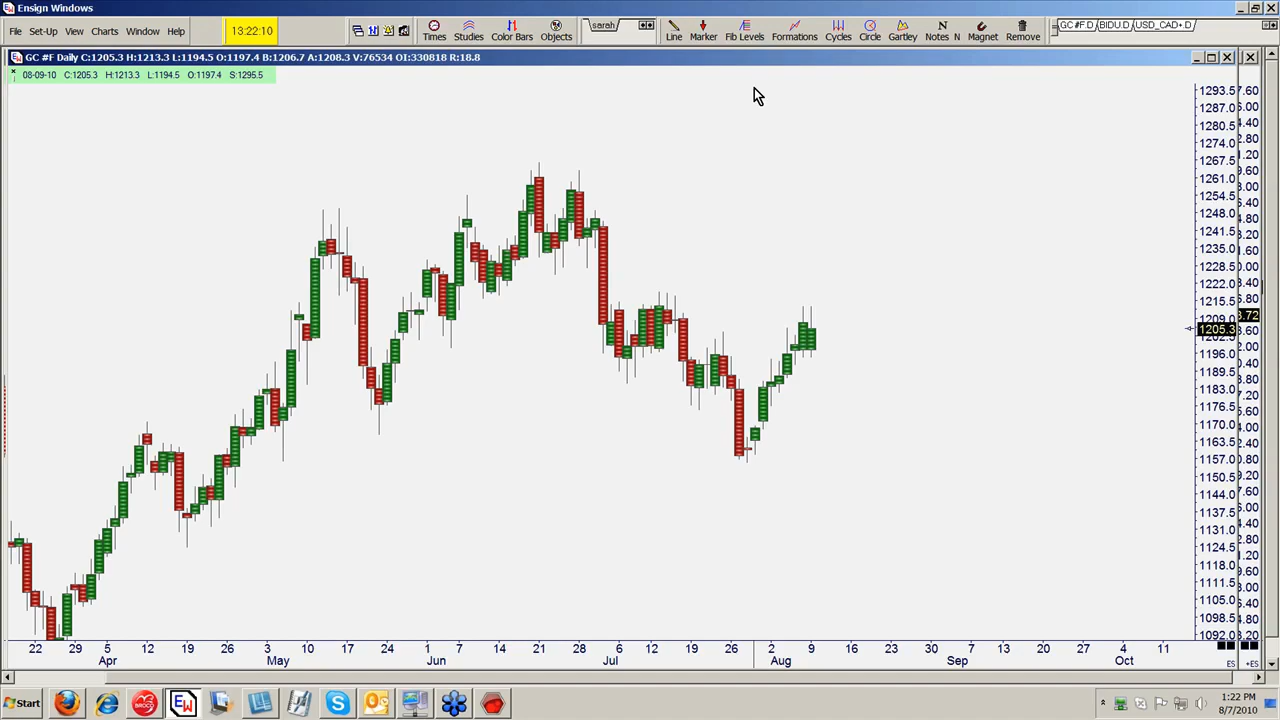 Ensign Windows
File Set-Up View Charts Window Help
13:22:10
Times Studies Color Bars Objects
sarah
Line Marker Fib Levels Formations Cycles Circle Gartley Notes N Magnet Remove
GC #F.D BIDU.D USD_CAD+.D
GC #F Daily C:1205.3 H:1213.3 L:1194.5 O:1197.4 B:1206.7 A:1208.3 V:76534 OI:330818 R:18.8
08-09-10 C:1205.3 H:1213.3 L:1194.5 O:1197.4 S:1295.5
1293.5
1287.0
1280.5
1274.0
1267.5
1261.0
1254.5
1248.0
1241.5
1235.0
1228.5
1222.0
1215.5
1209.0
1205.3
1202.5
1196.0
1189.5
1183.0
1176.5
1170.0
1163.5
1157.0
1150.5
1144.0
1137.5
1131.0
1124.5
1118.0
1111.5
1105.0
1098.5
1092.0
22 29 5 12 19 26 3 10 17 24 1 7 14 21 28 6 12 19 26 2 9 16 23 30 7 13 20 27 4 11
Apr May Jun Jul Aug Sep Oct
ES +ES
Start
BROCO
1:22 PM
8/7/2010